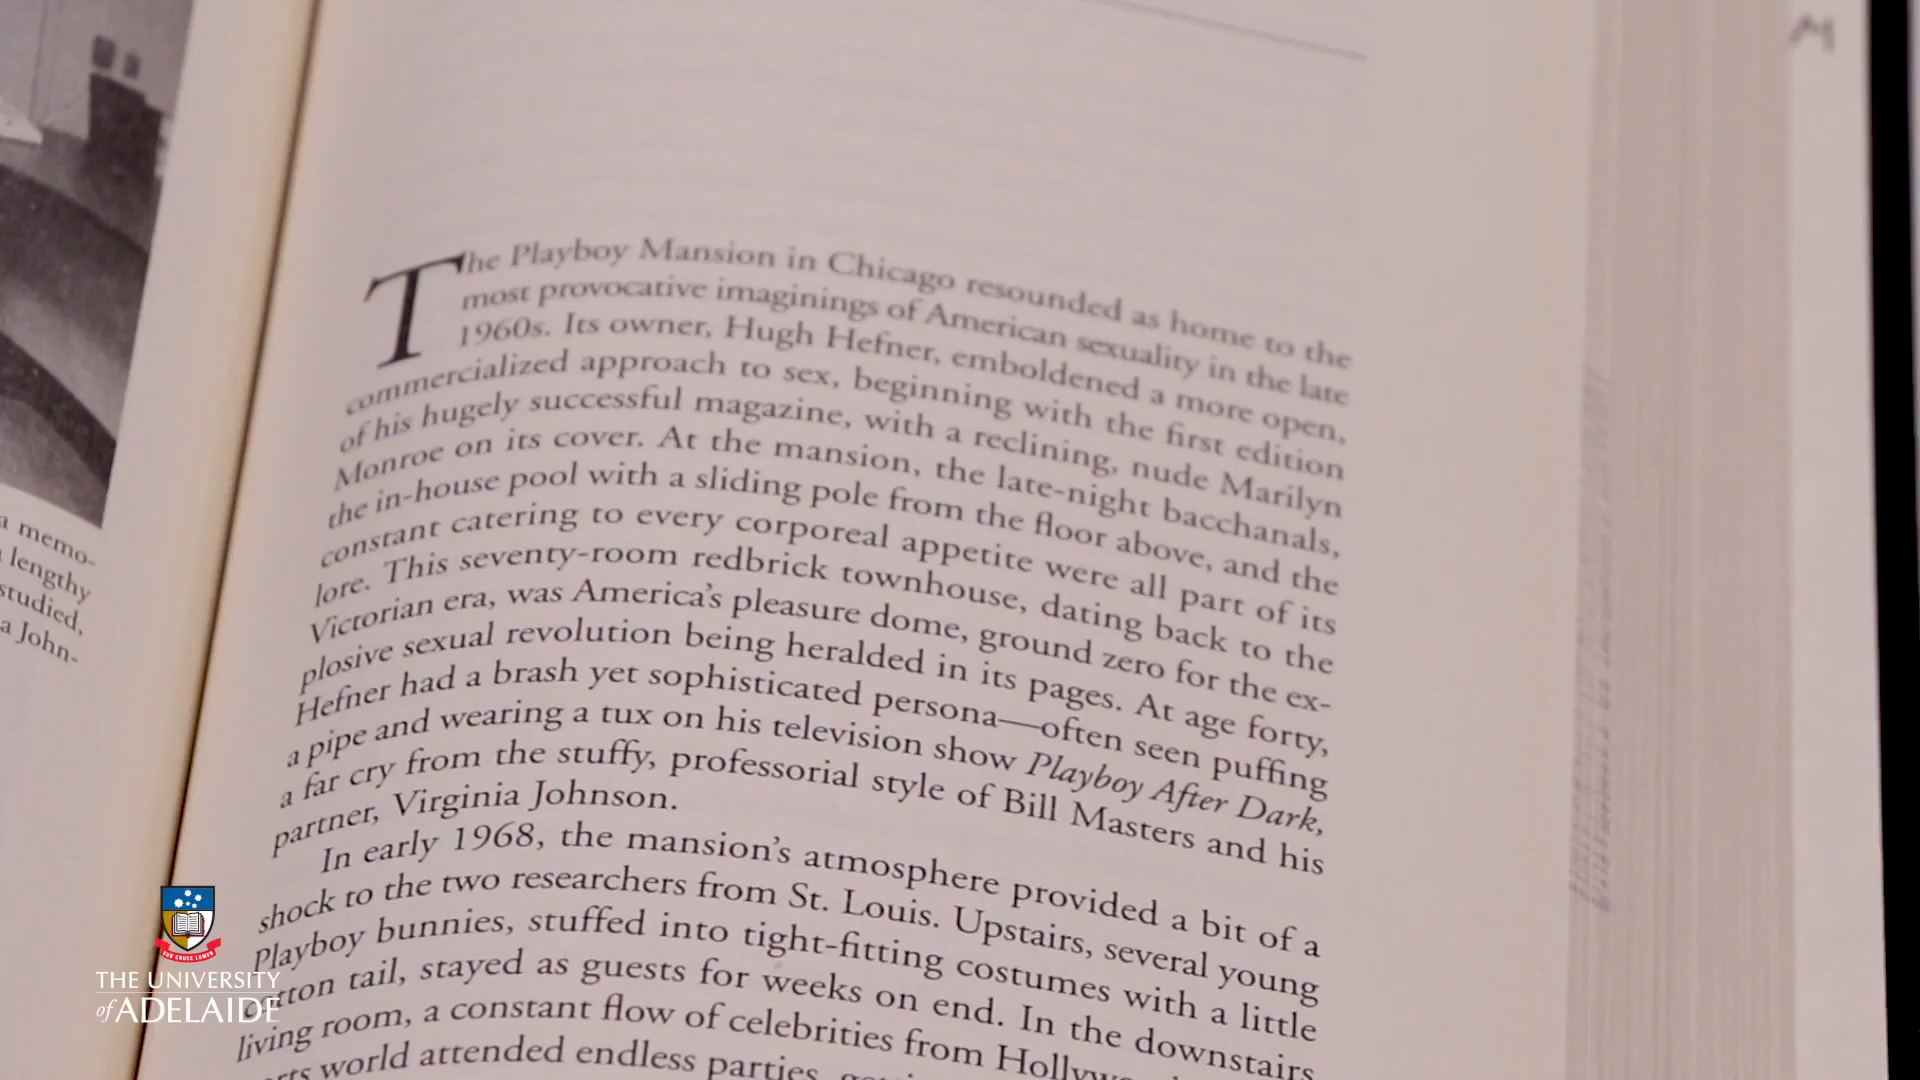 a memo-
lengthy
studied,
a John-
The Playboy Mansion in Chicago resounded as home to the
most provocative imaginings of American sexuality in the late
1960s. Its owner, Hugh Hefner, emboldened a more open,
commercialized approach to sex, beginning with the first edition
of his hugely successful magazine, with a reclining, nude Marilyn
Monroe on its cover. At the mansion, the late-night bacchanals,
the in-house pool with a sliding pole from the floor above, and the
constant catering to every corporeal appetite were all part of its
lore. This seventy-room redbrick townhouse, dating back to the
Victorian era, was America's pleasure dome, ground zero for the ex-
plosive sexual revolution being heralded in its pages. At age forty,
Hefner had a brash yet sophisticated persona—often seen puffing
a pipe and wearing a tux on his television show Playboy After Dark,
a far cry from the stuffy, professorial style of Bill Masters and his
partner, Virginia Johnson.
In early 1968, the mansion's atmosphere provided a bit of a
shock to the two researchers from St. Louis. Upstairs, several young
Playboy bunnies, stuffed into tight-fitting costumes with a little
cotton tail, stayed as guests for weeks on end. In the downstairs
living room, a constant flow of celebrities from
world attended endless parties,
THE UNIVERSITY
of ADELAIDE